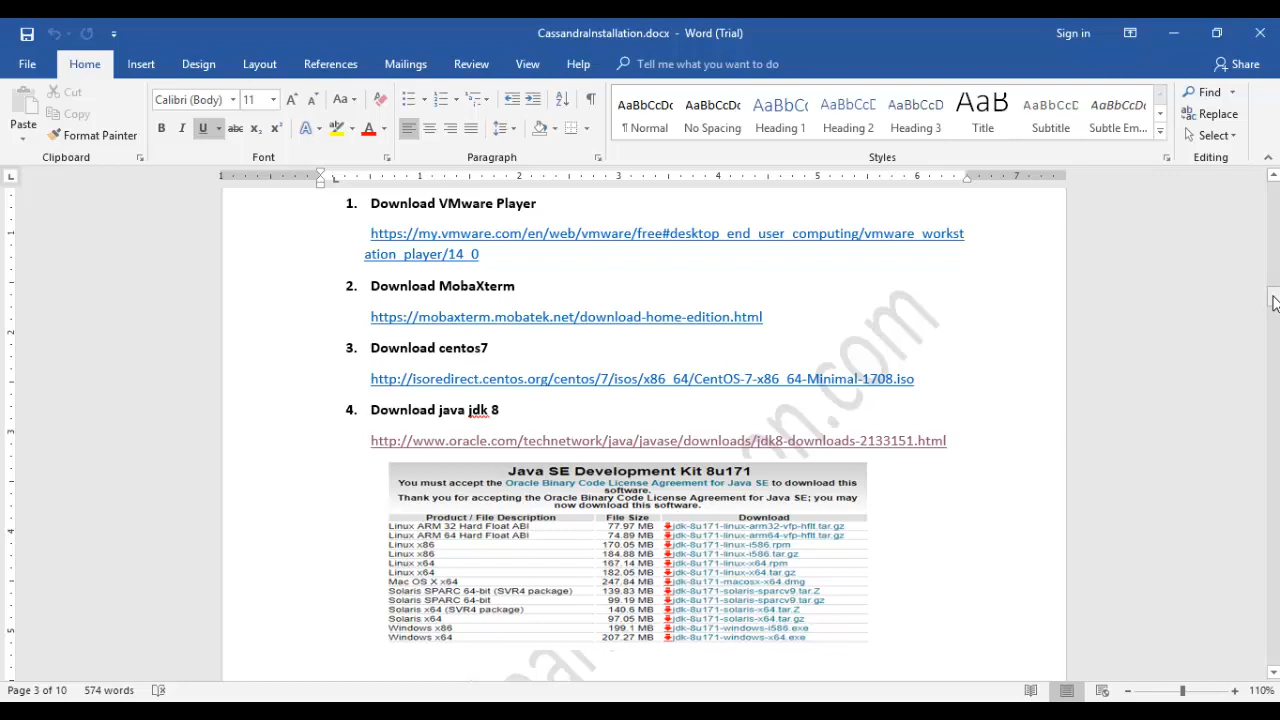 CassandraInstallation.docx - Word (Trial)
Sign in
File Home Insert Design Layout References Mailings Review View Help Tell me what you want to do Share
Paste
Cut
Copy
Format Painter
Clipboard
Calibri (Body) 11
Font
Paragraph
AaBbCcDc AaBbCcDc AaBbCc AaBbCcC AaBbCcD AaB AaBbCcD AaBbCcDc
¶ Normal No Spacing Heading Heading 2 Heading 3 Title Subtitle Subtle Em...
Styles
Find
Replace
Select
Editing
1 1 2 3 4 5 6 7
1. Download VMware Player
https://my.vmware.com/en/web/vmware/free#desktop_end_user_computing/vmware_workst
ation_player/14_0
2. Download MobaXterm
https://mobaxterm.mobatek.net/download-home-edition.html
3. Download centos7
http://isoredirect.centos.org/centos/7/isos/x86_64/CentOS-7-x86_64-Minimal-1708.iso
4. Download java jdk 8
http://www.oracle.com/technetwork/java/javase/downloads/jdk8-downloads-2133151.html
Java SE Development Kit 8u171
You must accept the Oracle Binary Code License Agreement for Java SE to download this
software.
Thank you for accepting the Oracle Binary Code License Agreement for Java SE; you may
now download this software.
Product / File Description File Size Download
Linux ARM 32 Hard Float ABI 77.97 MB jdk-8u171-linux-arm32-vfp-hflt.tar.gz
Linux ARM 64 Hard Float ABI 74.89 MB jdk-8u171-linux-arm64-vfp-hflt.tar.gz
Linux x86 170.05 MB jdk-8u171-linux-i586.rpm
Linux x86 184.88 MB jdk-8u171-linux-i586.tar.gz
Linux x64 167.14 MB jdk-8u171-linux-x64.rpm
Linux x64 182.05 MB jdk-8u171-linux-x64.tar.gz
Mac OS X x64 247.84 MB jdk-8u171-macosx-x64.dmg
Solaris SPARC 64-bit (SVR4 package) 139.83 MB jdk-8u171-solaris-sparcv9.tar.Z
Solaris SPARC 64-bit 99.19 MB jdk-8u171-solaris-sparcv9.tar.gz
Solaris x64 (SVR4 package) 140.6 MB jdk-8u171-solaris-x64.tar.Z
Solaris x64 97.05 MB jdk-8u171-solaris-x64.tar.gz
Windows x86 199.1 MB jdk-8u171-windows-i586.exe
Windows x64 207.27 MB jdk-8u171-windows-x64.exe
Page 3 of 10 574 words 110%